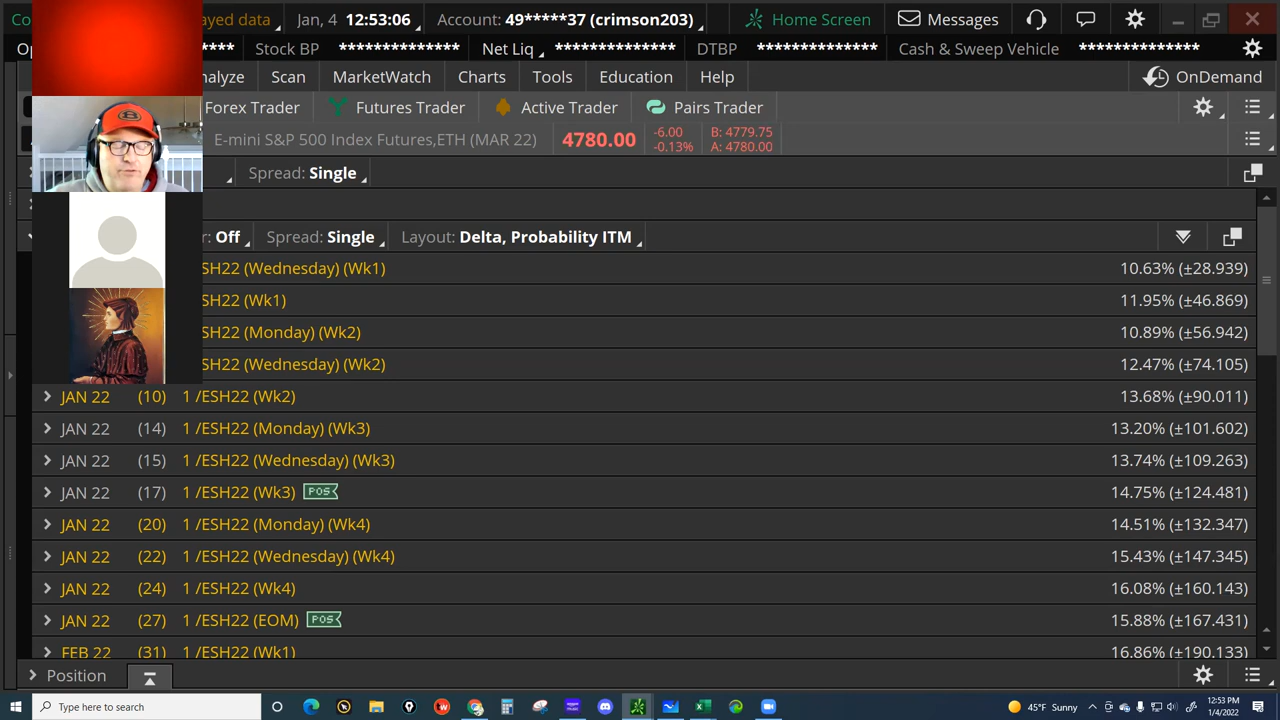 Co
ayed data
Jan, 4 12:53:06
Account: 49*****37 (crimson203)
Home Screen
Messages
Op
****
Stock BP *************
Net Liq *************
DTBP *************
Cash & Sweep Vehicle *************
nalyze
Scan
MarketWatch
Charts
Tools
Education
Help
OnDemand
Forex Trader
Futures Trader
Active Trader
Pairs Trader
E-mini S&P 500 Index Futures,ETH (MAR 22)
4780.00
-6.00
-0.13%
B: 4779.75
A: 4780.00
Spread: Single
r: Off
Spread: Single
Layout: Delta, Probability ITM
SH22 (Wednesday) (Wk1) 10.63% (±28.939)
SH22 (Wk1) 11.95% (±46.869)
SH22 (Monday) (Wk2) 10.89% (±56.942)
SH22 (Wednesday) (Wk2) 12.47% (±74.105)
JAN 22 (10) 1 /ESH22 (Wk2) 13.68% (±90.011)
JAN 22 (14) 1 /ESH22 (Monday) (Wk3) 13.20% (±101.602)
JAN 22 (15) 1 /ESH22 (Wednesday) (Wk3) 13.74% (±109.263)
JAN 22 (17) 1 /ESH22 (Wk3) POS 14.75% (±124.481)
JAN 22 (20) 1 /ESH22 (Monday) (Wk4) 14.51% (±132.347)
JAN 22 (22) 1 /ESH22 (Wednesday) (Wk4) 15.43% (±147.345)
JAN 22 (24) 1 /ESH22 (Wk4) 16.08% (±160.143)
JAN 22 (27) 1 /ESH22 (EOM) POS 15.88% (±167.431)
FEB 22 (31) 1 /ESH22 (Wk1) 16.86% (±190.133)
Position
Type here to search
45°F Sunny
12:53 PM
1/4/2022